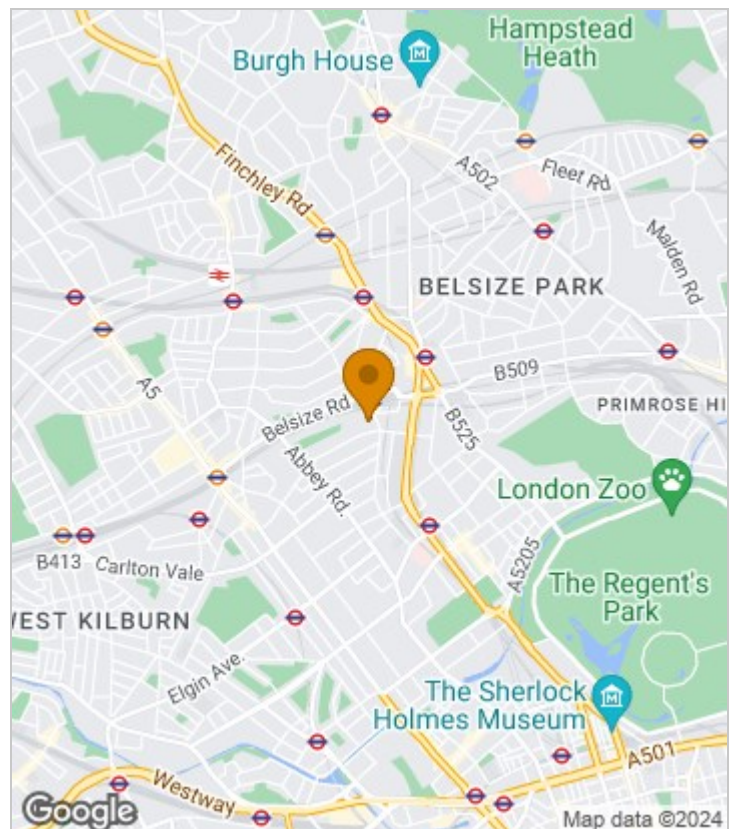 Hampstead
Heath
Burgh House
A502
Fleet Rd
Finchley Rd
Malden Rd
BELSIZE PARK
B509
A5
Belsize Rd
PRIMROSE HI
B525
Abbey Rd.
London Zoo
A5205
B413
Carlton Vale
The Regent's
Park
WEST KILBURN
Elgin Ave.
The Sherlock
Holmes Museum
A501
Westway
Google
Map data ©2024